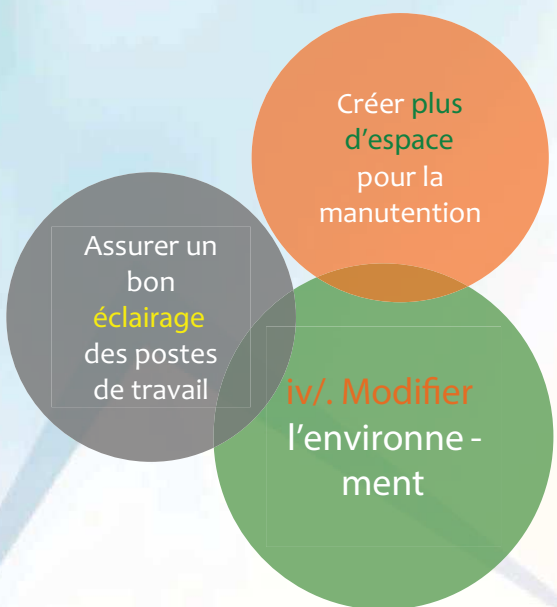 Créer plus
d’espace
pour la
manutention
Assurer un
bon
éclairage
des postes
de travail
iv/. Modifier
l’environne -
ment